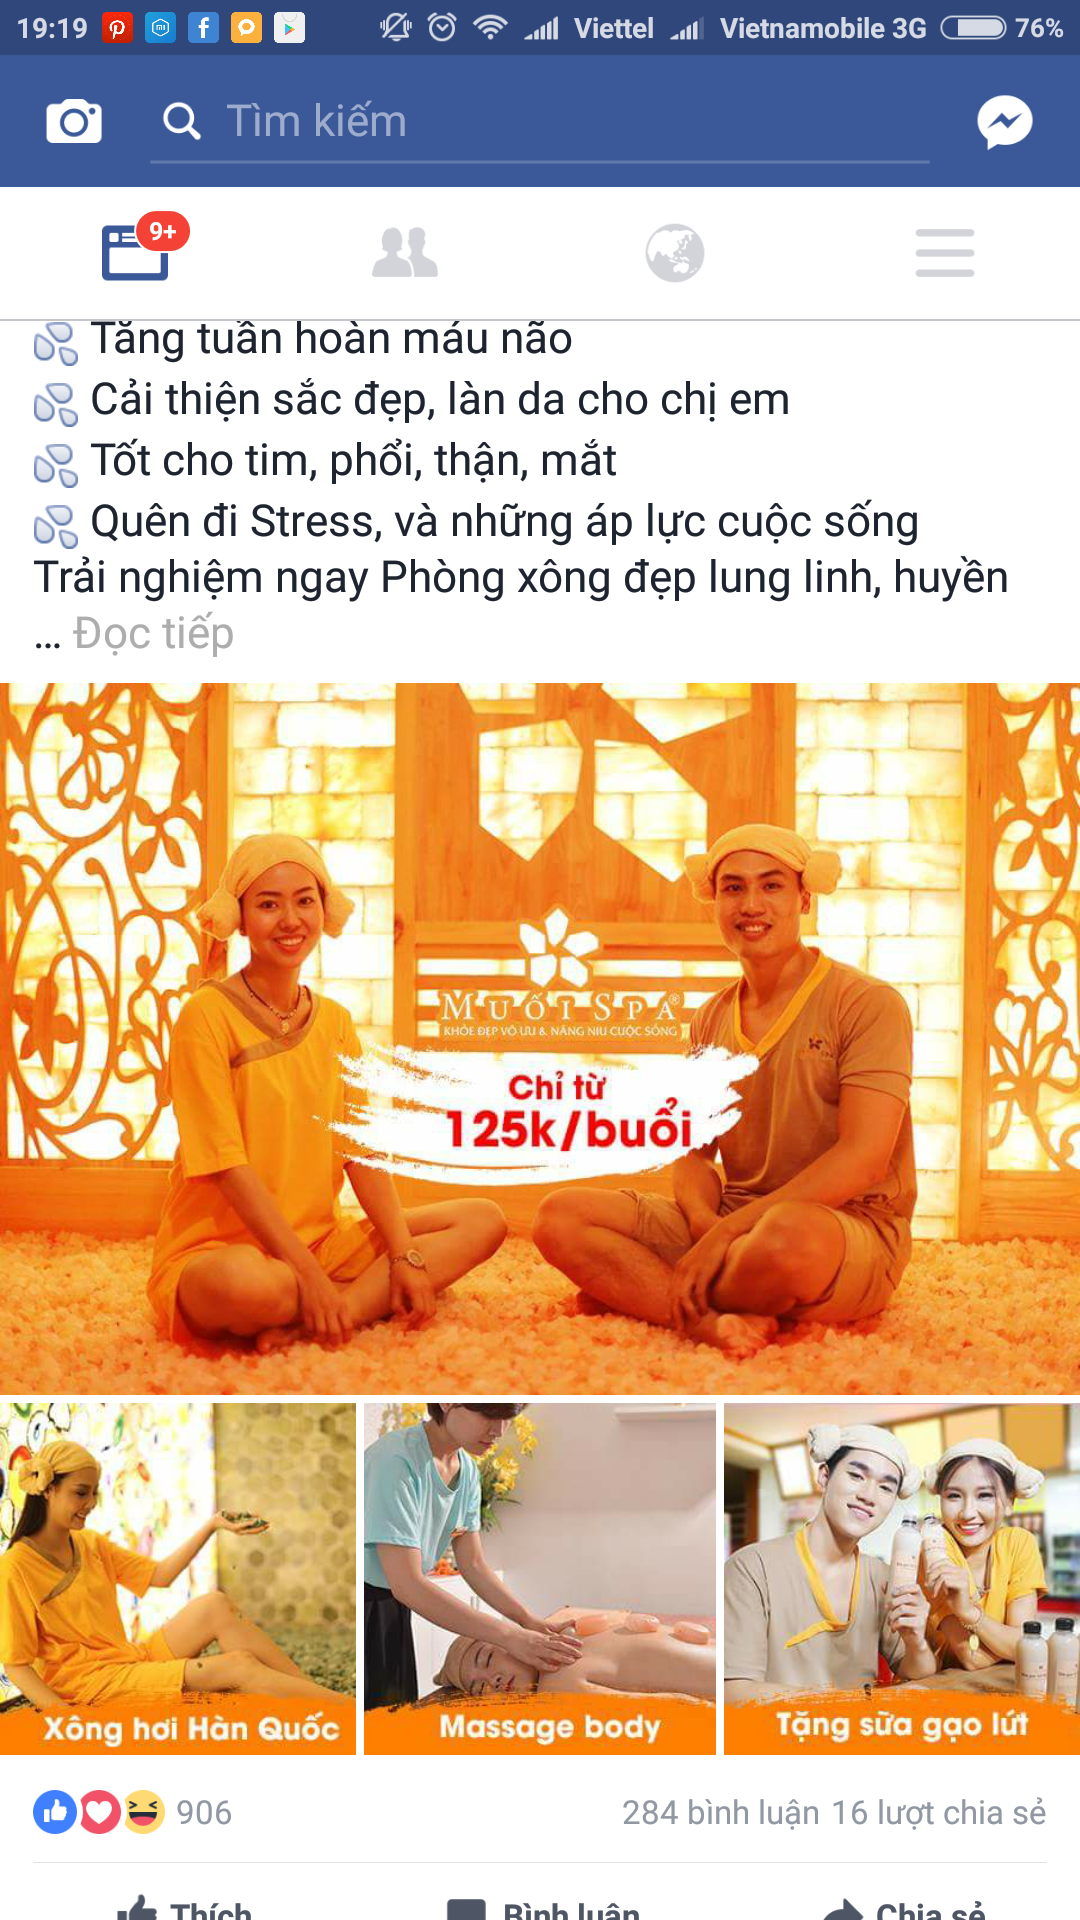 19:19 Viettel Vietnamobile 3G 76%
Tìm kiếm
9+
Tăng tuần hoàn máu não
Cải thiện sắc đẹp, làn da cho chị em
Tốt cho tim, phổi, thận, mắt
Quên đi Stress, và những áp lực cuộc sống
Trải nghiệm ngay Phòng xông đẹp lung linh, huyền
... Đọc tiếp
MUỐI SPA®
KHỎE ĐẸP VÔ ƯU & NÂNG NIU CUỘC SỐNG
Chỉ từ
125k/buổi
Xông hơi Hàn Quốc
Massage body
Tặng sữa gạo lứt
906 284 bình luận 16 lượt chia sẻ
Thích Bình luận Chia sẻ